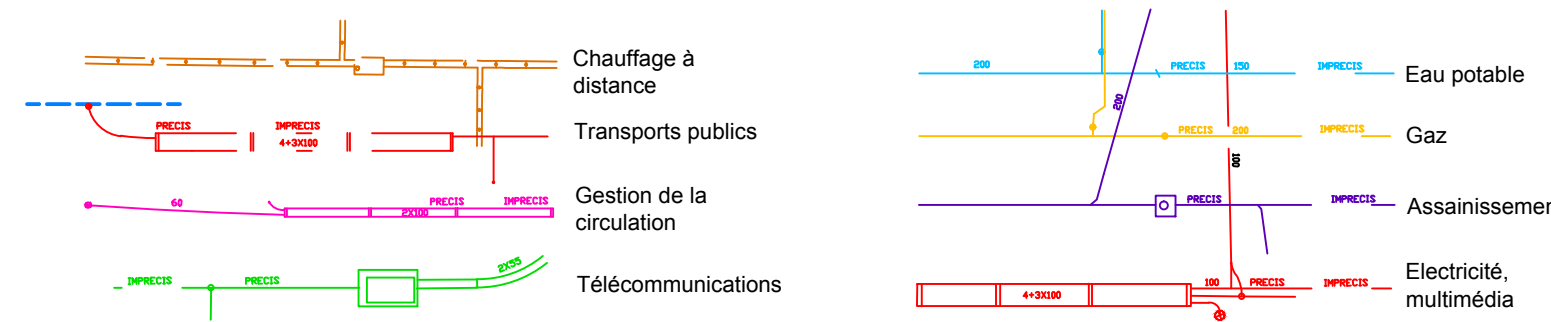 Chauffage à
distance
PRECIS IMPRECIS
4+3X100
Transports publics
60
PRECIS IMPRECIS
2X100
Gestion de la
circulation
IMPRECIS PRECIS
2X55
Télécommunications
200 PRECIS 150 IMPRECIS
Eau potable
200
PRECIS 200 IMPRECIS
Gaz
100
PRECIS IMPRECIS
Assainissemen
100 PRECIS IMPRECIS
4+3X100
Electricité,
multimédia